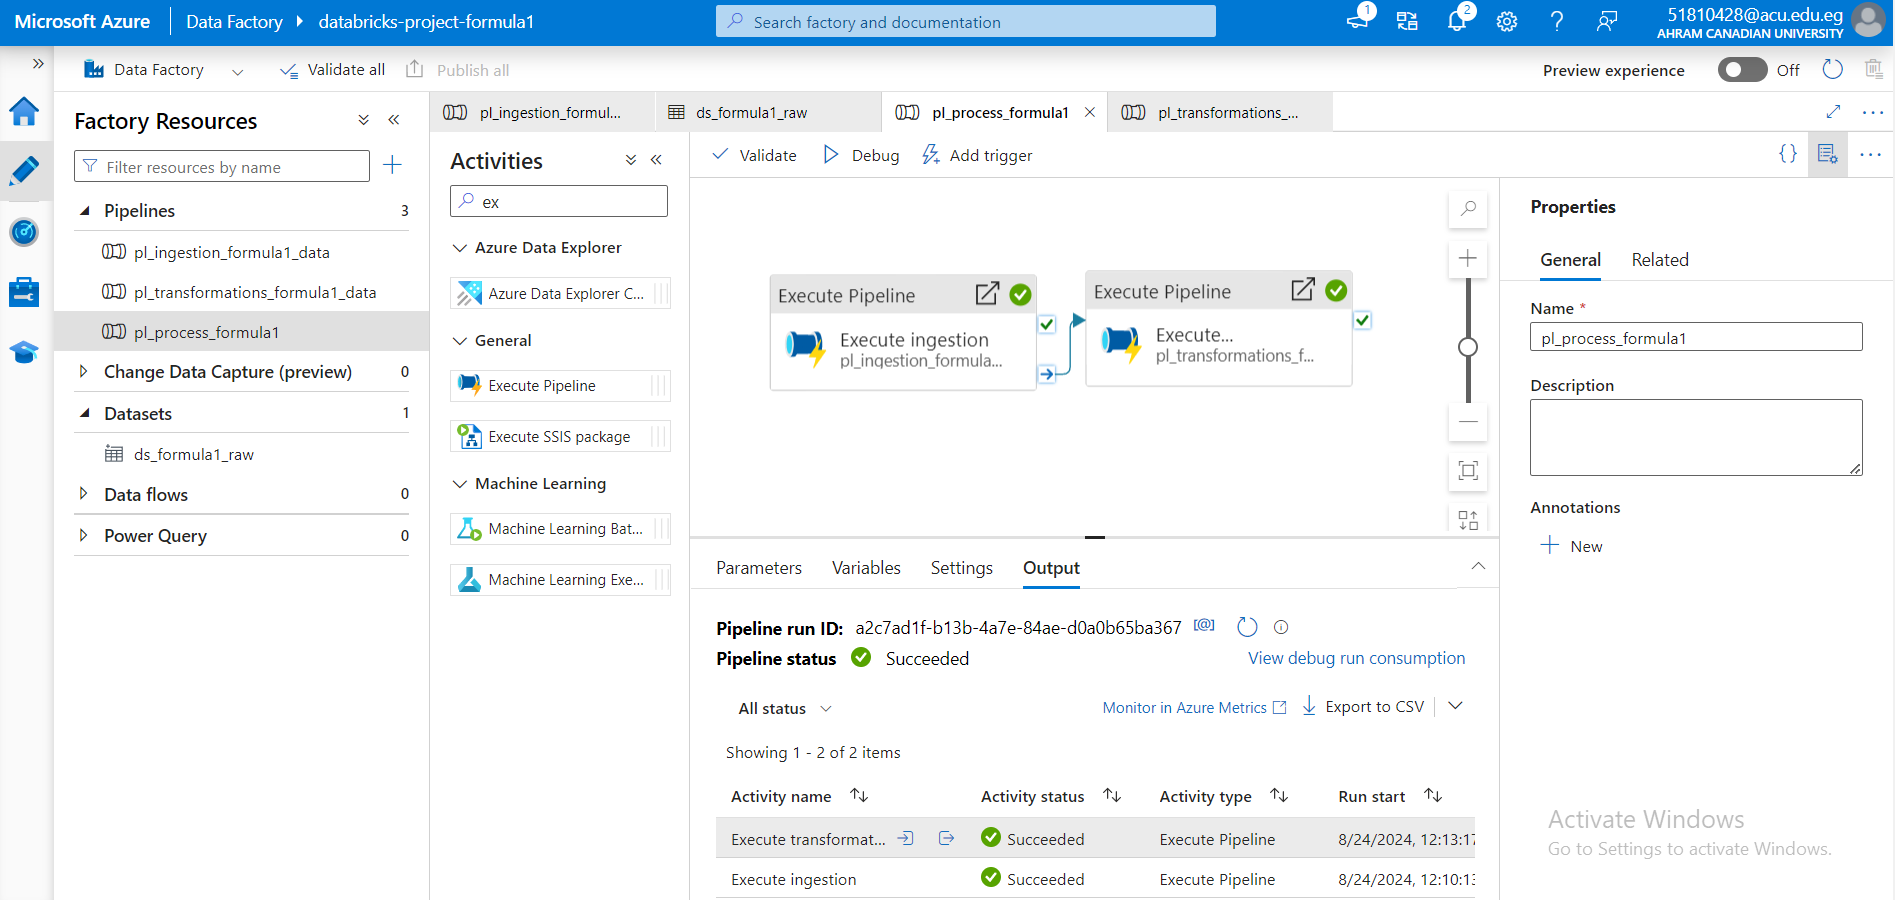 Microsoft Azure
Data Factory
databricks-project-formula1
Search factory and documentation
1
2
51810428@acu.edu.eg
AHRAM CANADIAN UNIVERSITY
Data Factory
Validate all
Publish all
Preview experience
Off
Factory Resources
Filter resources by name
Pipelines
3
pl_ingestion_formula1_data
pl_transformations_formula1_data
pl_process_formula1
Change Data Capture (preview)
0
Datasets
1
ds_formula1_raw
Data flows
0
Power Query
0
pl_ingestion_formul...
ds_formula1_raw
pl_process_formula1
pl_transformations_...
Activities
ex
Azure Data Explorer
Azure Data Explorer C...
General
Execute Pipeline
Execute SSIS package
Machine Learning
Machine Learning Bat...
Machine Learning Exe...
Validate
Debug
Add trigger
{}
Execute Pipeline
Execute ingestion
pl_ingestion_formula...
Execute Pipeline
Execute...
pl_transformations_f...
Parameters
Variables
Settings
Output
Pipeline run ID:
a2c7ad1f-b13b-4a7e-84ae-d0a0b65ba367
Pipeline status
Succeeded
View debug run consumption
All status
Monitor in Azure Metrics
Export to CSV
Showing 1 - 2 of 2 items
Activity name
Activity status
Activity type
Run start
Execute transformat...
Succeeded
Execute Pipeline
8/24/2024, 12:13:17
Execute ingestion
Succeeded
Execute Pipeline
8/24/2024, 12:10:13
Properties
General
Related
Name *
pl_process_formula1
Description
Annotations
New
Activate Windows
Go to Settings to activate Windows.